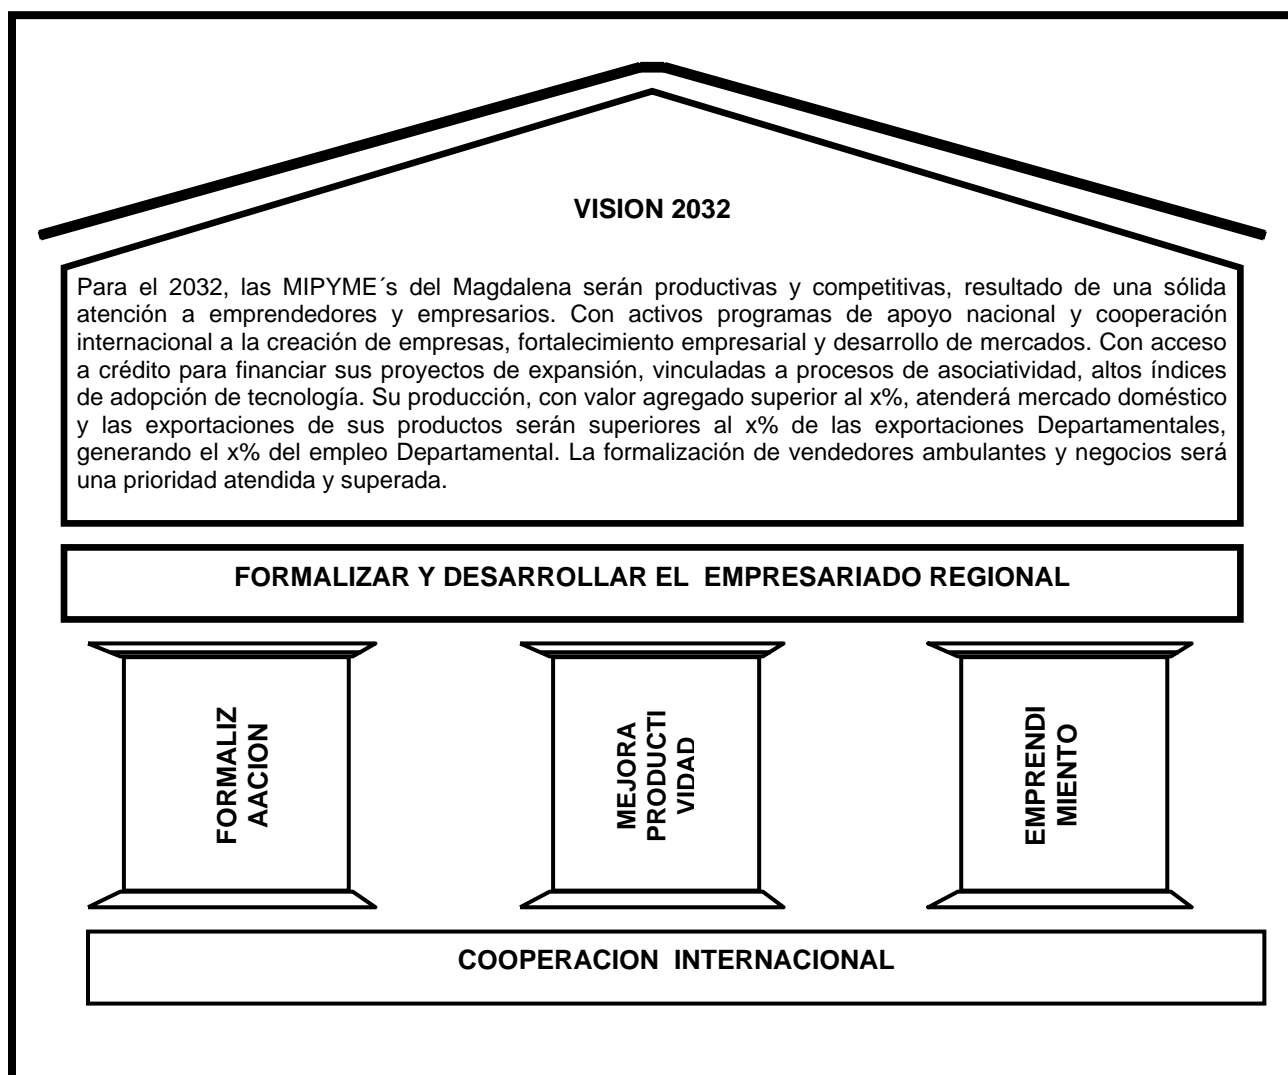 VISION 2032
Para el 2032, las MIPYME´s del Magdalena serán productivas y competitivas, resultado de una sólida
atención a emprendedores y empresarios. Con activos programas de apoyo nacional y cooperación
internacional a la creación de empresas, fortalecimiento empresarial y desarrollo de mercados. Con acceso
a crédito para financiar sus proyectos de expansión, vinculadas a procesos de asociatividad, altos índices
de adopción de tecnología. Su producción, con valor agregado superior al x%, atenderá mercado doméstico
y las exportaciones de sus productos serán superiores al x% de las exportaciones Departamentales,
generando el x% del empleo Departamental. La formalización de vendedores ambulantes y negocios será
una prioridad atendida y superada.
FORMALIZAR Y DESARROLLAR EL  EMPRESARIADO REGIONAL
FORMALIZ
AACION
MEJORA
PRODUCTI
VIDAD
EMPRENDI
MIENTO
COOPERACION  INTERNACIONAL